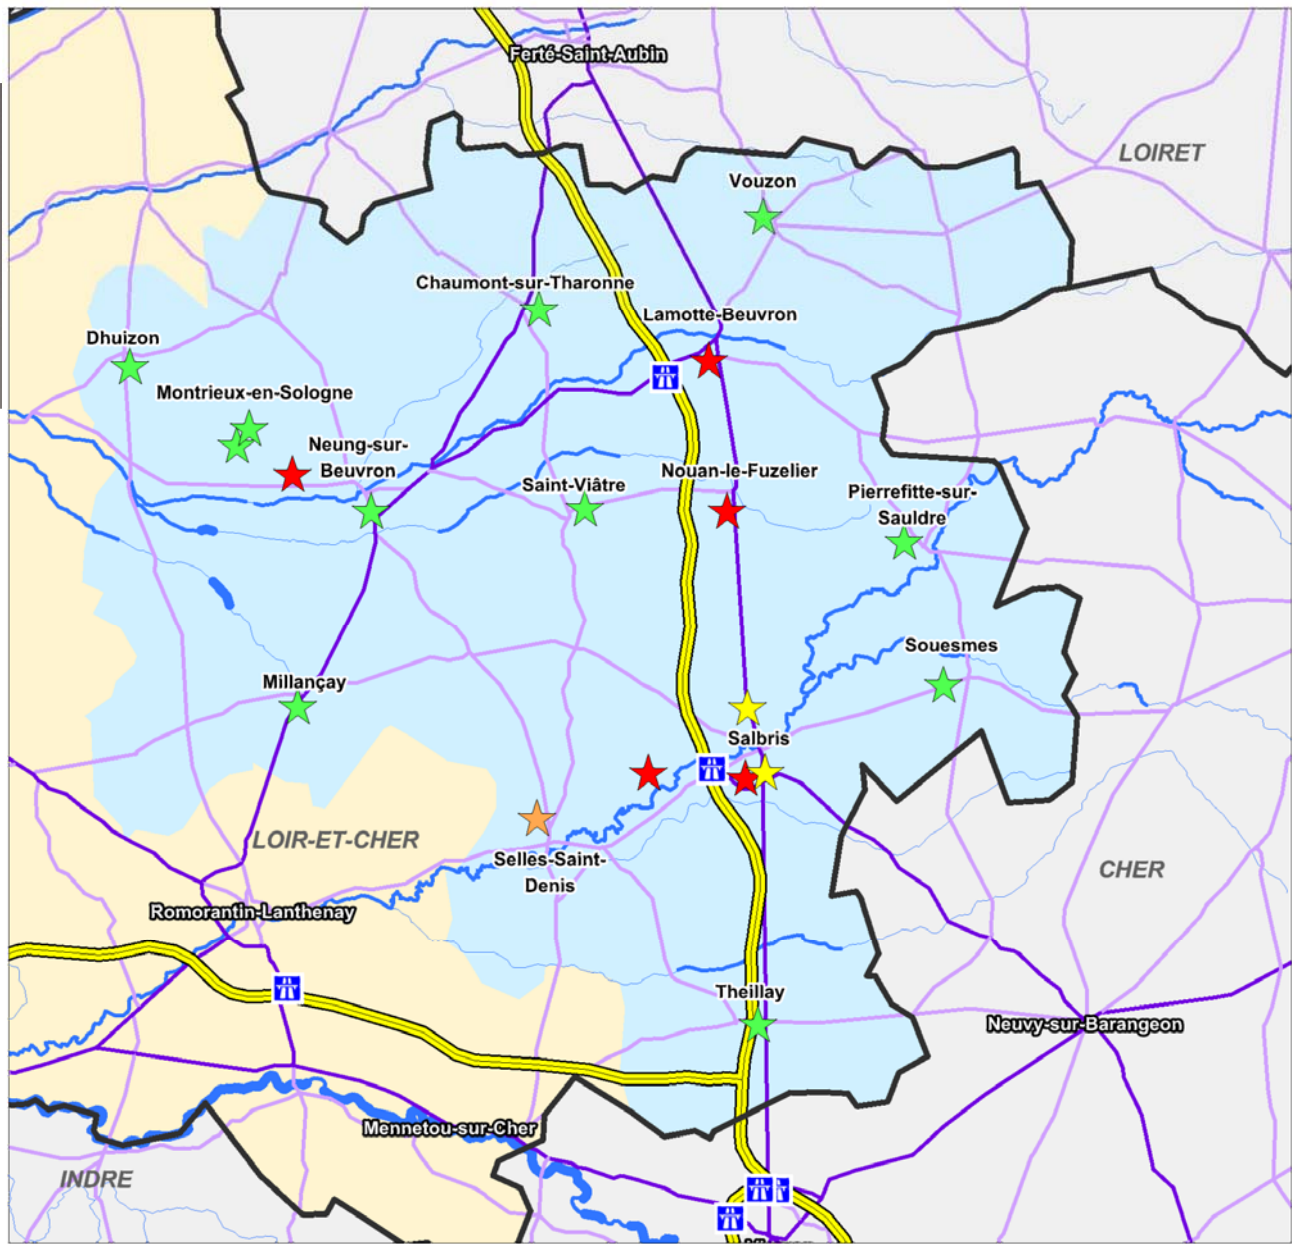 Ferté-Saint-Aubin
LOIRET
Vouzon
Chaumont-sur-Tharonne
Lamotte-Beuvron
Dhuizon
Montrieux-en-Sologne
Neung-sur-
Beuvron
Nouan-le-Fuzelier
Saint-Viâtre
Pierrefitte-sur-
Sauldre
Souesmes
Millançay
Salbris
LOIR-ET-CHER
Selles-Saint-
Denis
CHER
Romorantin-Lanthenay
Theillay
Neuvy-sur-Barangeon
Mennetou-sur-Cher
INDRE